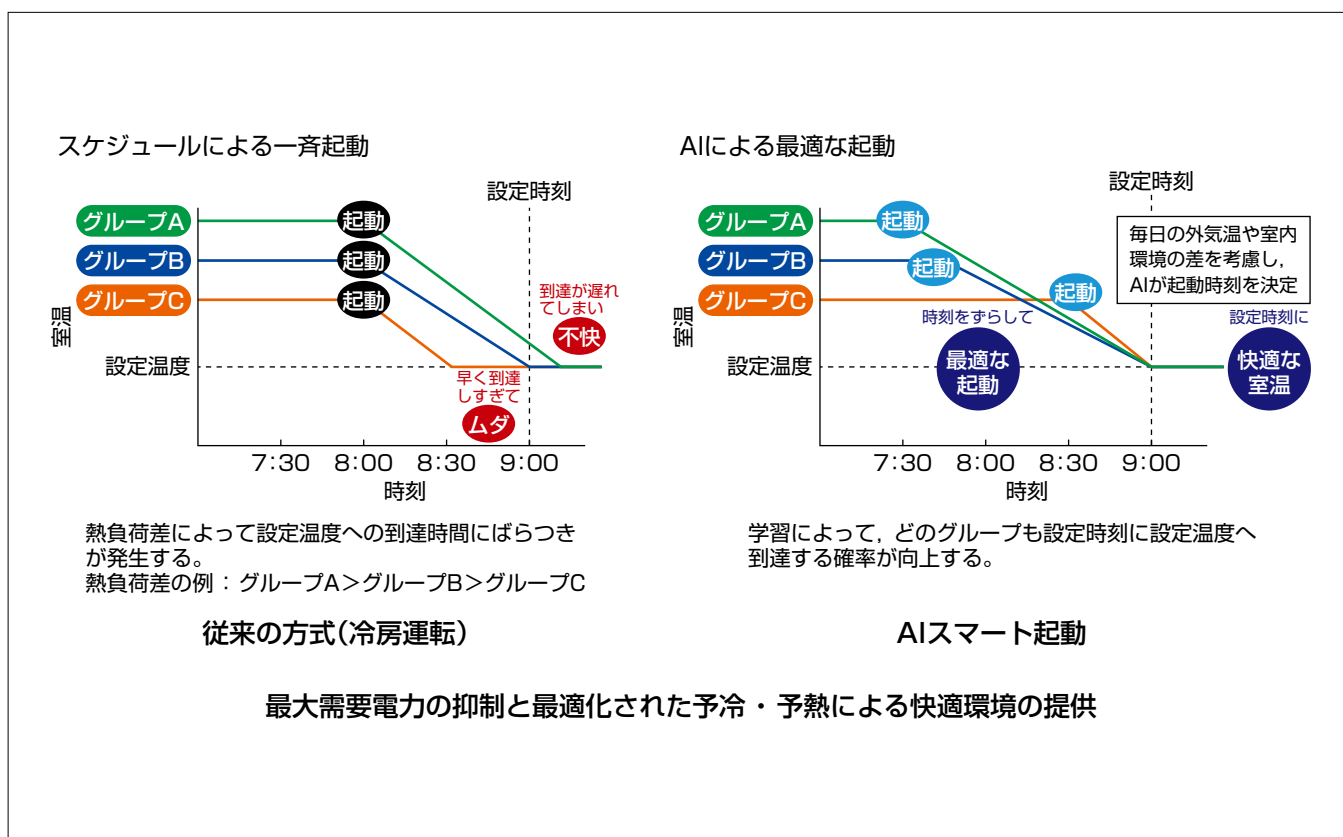 スケジュールによる一斉起動
設定時刻
グループA
起動
グループB
起動
グループC
起動
到達が遅れ
てしまい
不快
室温
設定温度
早く到達
しすぎて
ムダ
7:30
8:00
8:30
9:00
時刻
熱負荷差によって設定温度への到達時間にばらつき
が発生する。
熱負荷差の例：グループA＞グループB＞グループC
従来の方式(冷房運転)
AIによる最適な起動
設定時刻
グループA
起動
毎日の外気温や室内
環境の差を考慮し,
AIが起動時刻を決定
グループB
起動
グループC
起動
時刻をずらして
最適な
起動
設定時刻に
快適な
室温
室温
設定温度
7:30
8:00
8:30
9:00
時刻
学習によって, どのグループも設定時刻に設定温度へ
到達する確率が向上する。
AIスマート起動
最大需要電力の抑制と最適化された予冷・予熱による快適環境の提供